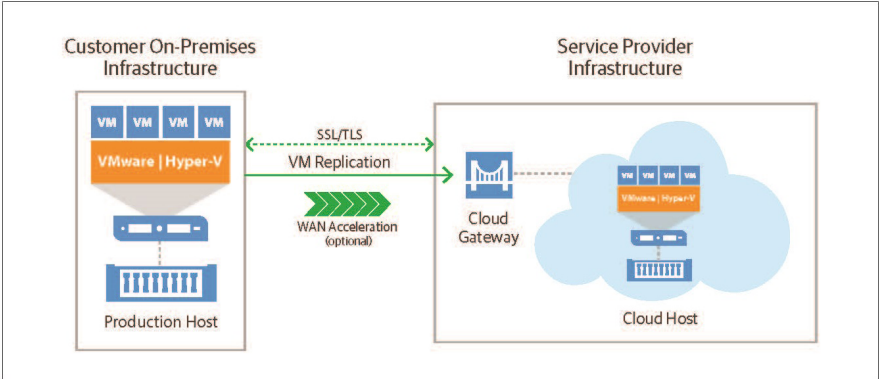 Customer On-Premises
Infrastructure
VM VM VM VM
VMware | Hyper-V
Production Host
SSL/TLS
VM Replication
WAN Acceleration
(optional)
Service Provider
Infrastructure
Cloud
Gateway
VM VM VM VM
VMware | Hyper-V
Cloud Host